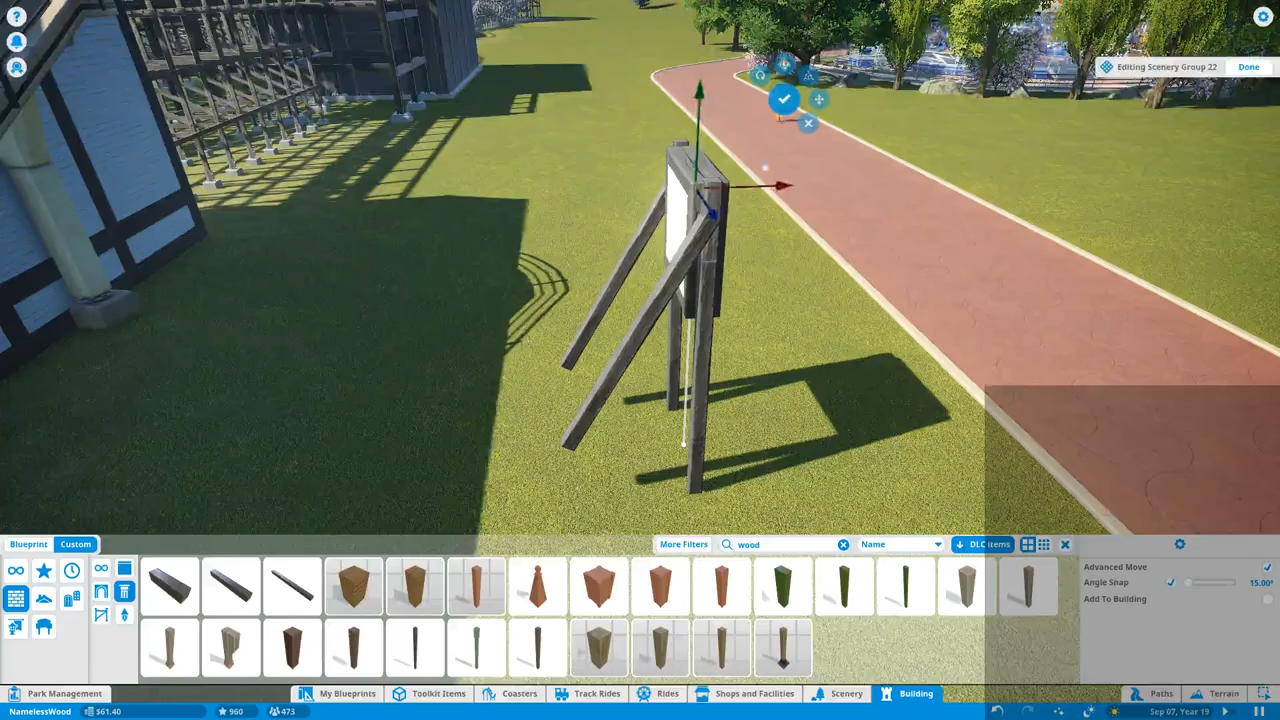 ?
Editing Scenery Group 22
Done
Blueprint
Custom
More Filters
wood
Name
DLC Items
Advanced Move
Angle Snap
15.00°
Add To Building
Park Management
My Blueprints
Toolkit Items
Coasters
Track Rides
Rides
Shops and Facilities
Scenery
Building
Paths
Terrain
NamelessWood
$61.40
960
473
Sep 07, Year 19